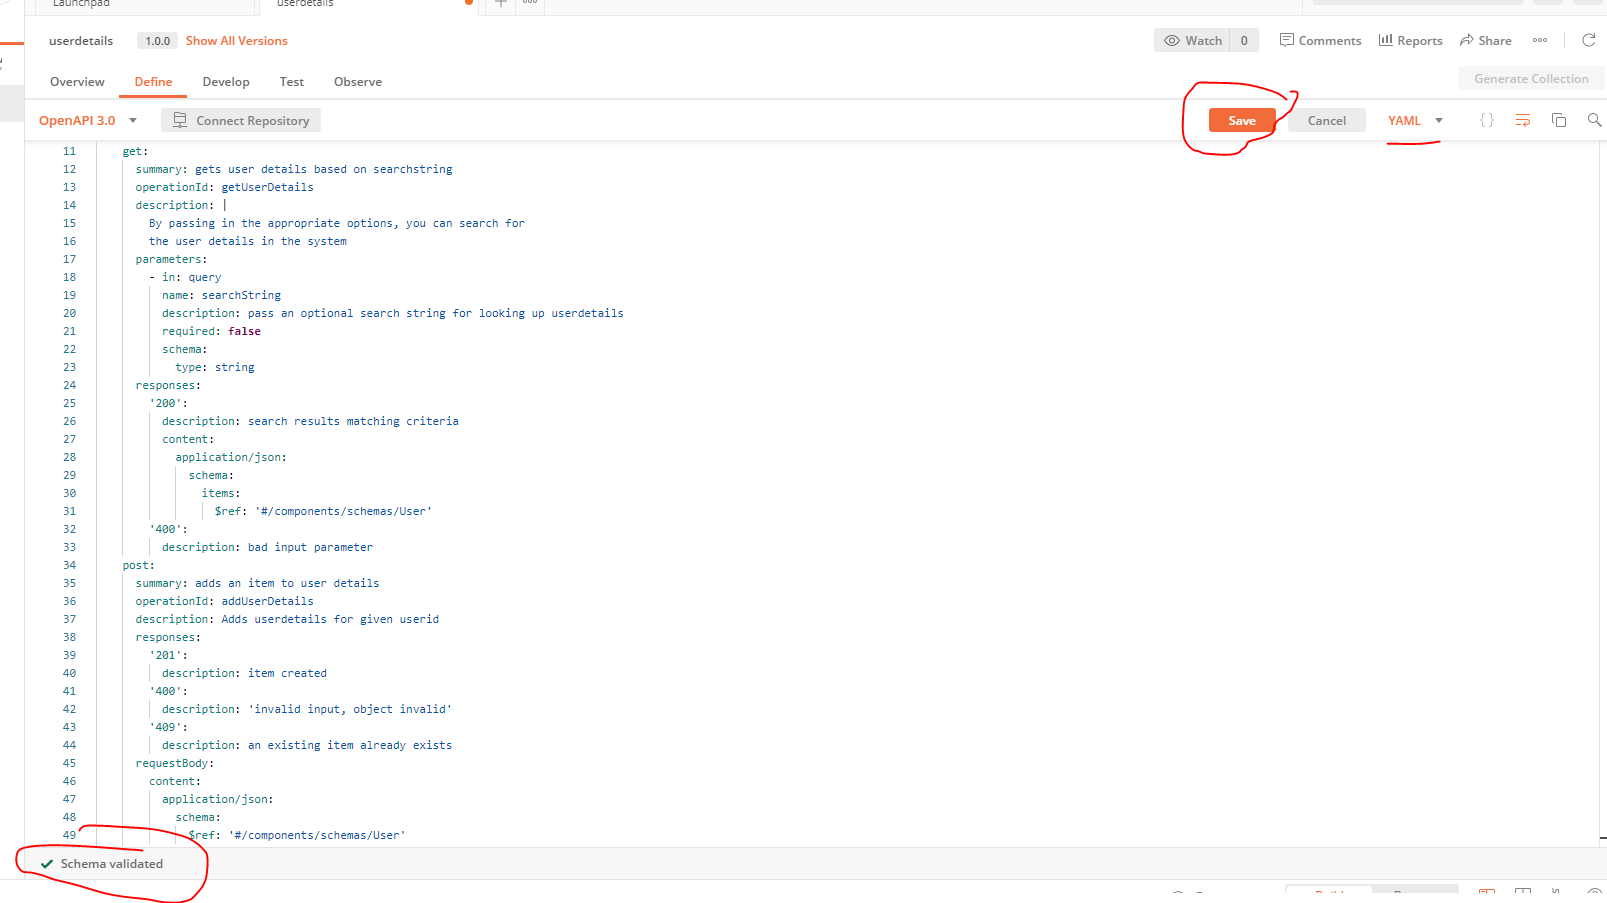 Launchpad userdetails
userdetails 1.0.0 Show All Versions Watch 0 Comments Reports Share
Overview Define Develop Test Observe Generate Collection
OpenAPI 3.0 Connect Repository Save Cancel YAML {}
11 get:
12 summary: gets user details based on searchstring
13 operationId: getUserDetails
14 description: |
15 By passing in the appropriate options, you can search for
16 the user details in the system
17 parameters:
18 - in: query
19 name: searchString
20 description: pass an optional search string for looking up userdetails
21 required: false
22 schema:
23 type: string
24 responses:
25 '200':
26 description: search results matching criteria
27 content:
28 application/json:
29 schema:
30 items:
31 $ref: '#/components/schemas/User'
32 '400':
33 description: bad input parameter
34 post:
35 summary: adds an item to user details
36 operationId: addUserDetails
37 description: Adds userdetails for given userid
38 responses:
39 '201':
40 description: item created
41 '400':
42 description: 'invalid input, object invalid'
43 '409':
44 description: an existing item already exists
45 requestBody:
46 content:
47 application/json:
48 schema:
49 $ref: '#/components/schemas/User'
Schema validated